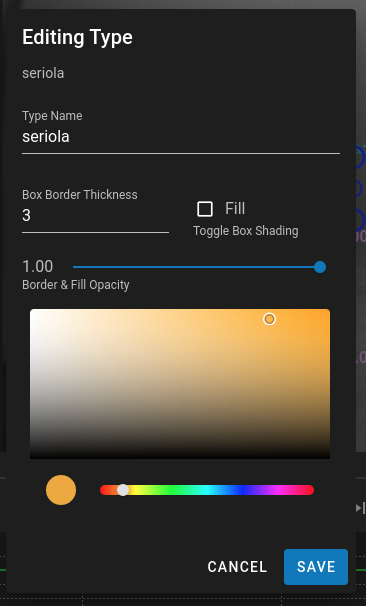 Editing Type
seriola
Type Name
seriola
Box Border Thickness
3
Fill
Toggle Box Shading
1.00
Border & Fill Opacity
CANCEL
SAVE